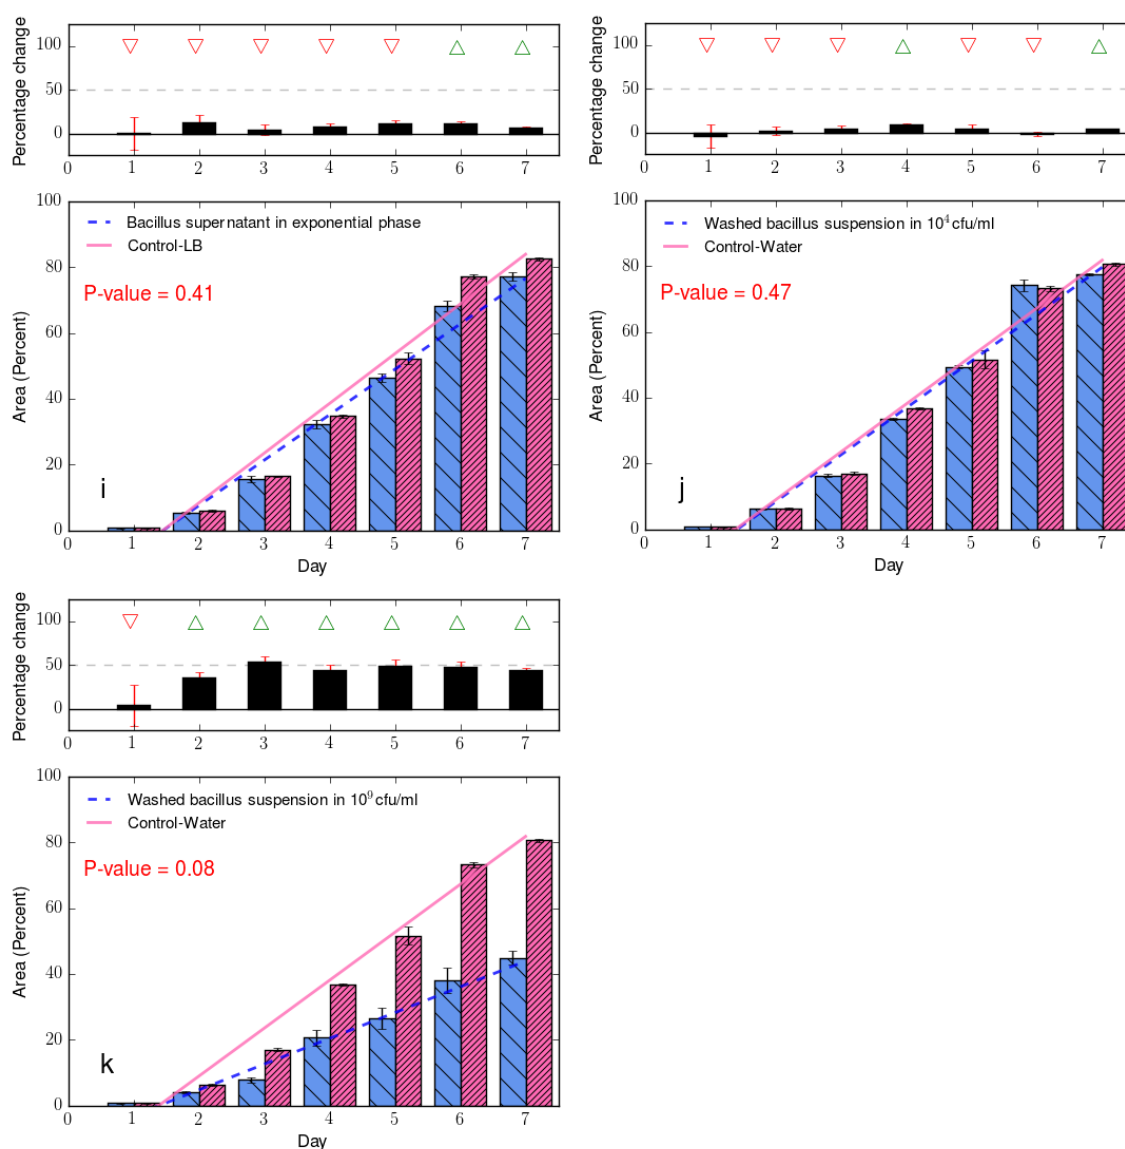 Percentage change
100
50
0
0 1 2 3 4 5 6 7
Percentage change
100
50
0
0 1 2 3 4 5 6 7
Area (Percent)
100
80
60
40
20
0
Bacillus supernatant in exponential phase
Control-LB
P-value = 0.41
i
0 1 2 3 4 5 6 7
Day
Area (Percent)
100
80
60
40
20
0
Washed bacillus suspension in 10⁴cfu/ml
Control-Water
P-value = 0.47
j
0 1 2 3 4 5 6 7
Day
Percentage change
100
50
0
0 1 2 3 4 5 6 7
Area (Percent)
100
80
60
40
20
0
Washed bacillus suspension in 10⁹cfu/ml
Control-Water
P-value = 0.08
k
0 1 2 3 4 5 6 7
Day